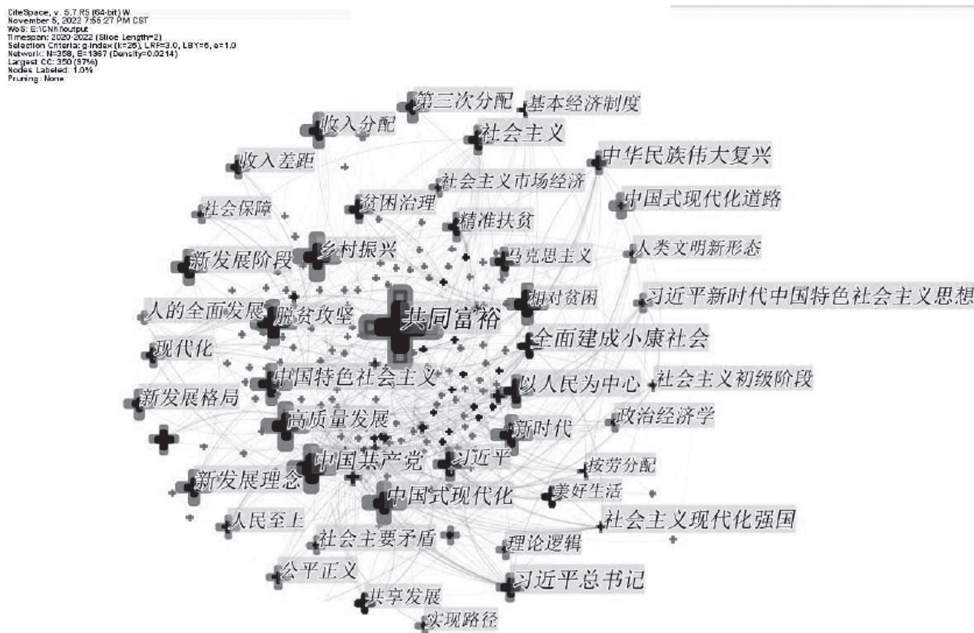 CiteSpace, v. 5.7.R5 (64-bit) W
November 5, 2022 7:55:27 PM CST
WoS: E:\CNKI\output
Timespan: 2020-2022 (Slice Length=2)
Selection Criteria: g-index (k=25), LRF=3.0, LBY=5, e=1.0
Network: N=358, E=1367 (Density=0.0214)
Largest CC: 350 (97%)
Nodes Labeled: 1.0%
Pruning: None
第三次分配
基本经济制度
收入分配
社会主义
收入差距
中华民族伟大复兴
社会主义市场经济
社会保障
贫困治理
中国式现代化道路
精准扶贫
乡村振兴
新发展阶段
马克思主义
人类文明新形态
人的全面发展
脱贫攻坚
共同富裕
相对贫困
习近平新时代中国特色社会主义思想
现代化
全面建成小康社会
中国特色社会主义
以人民为中心
社会主义初级阶段
新发展格局
高质量发展
新时代
政治经济学
中国共产党
习近平
按劳分配
新发展理念
中国式现代化
美好生活
人民至上
社会主要矛盾
理论逻辑
社会主义现代化强国
公平正义
习近平总书记
共享发展
实现路径